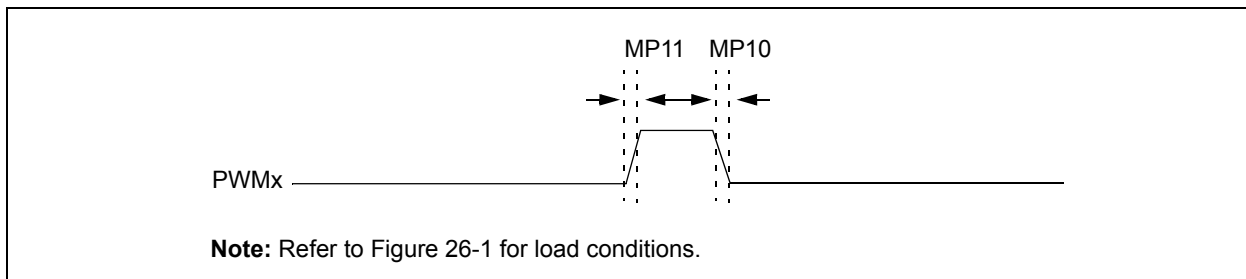 MP11 MP10
PWMx
Note: Refer to Figure 26-1 for load conditions.